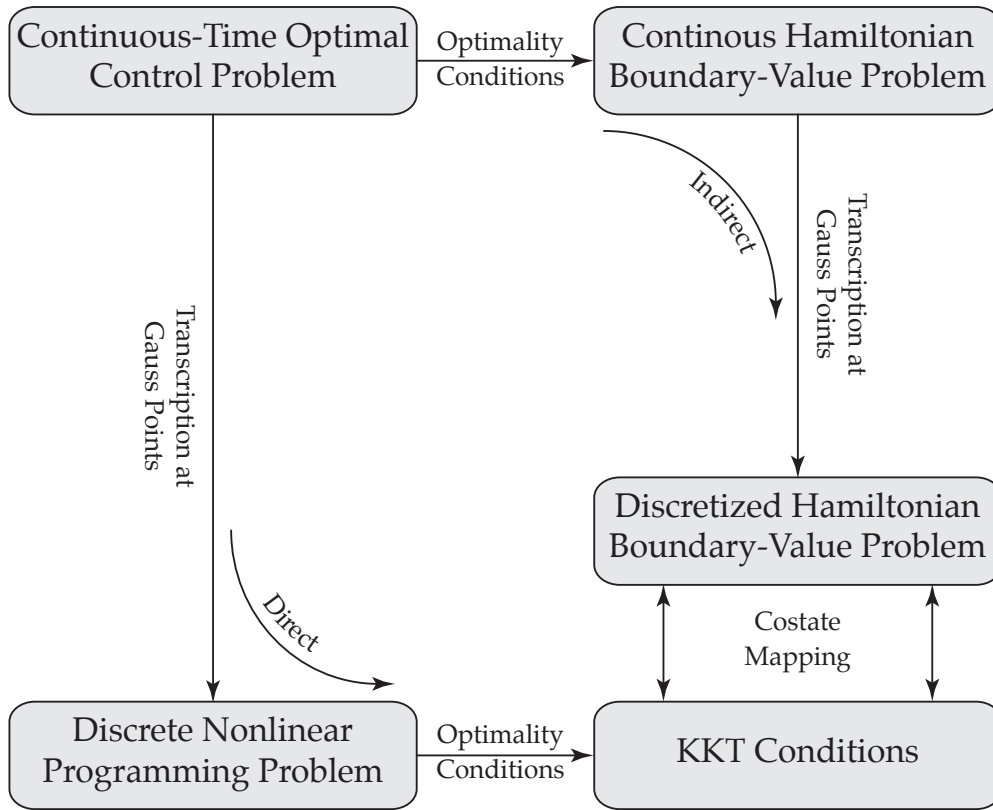 Continuous-Time Optimal
Control Problem
Optimality
Conditions
Continous Hamiltonian
Boundary-Value Problem
Indirect
Transcription at
Gauss Points
Transcription at
Gauss Points
Discretized Hamiltonian
Boundary-Value Problem
Direct
Costate
Mapping
Discrete Nonlinear
Programming Problem
Optimality
Conditions
KKT Conditions